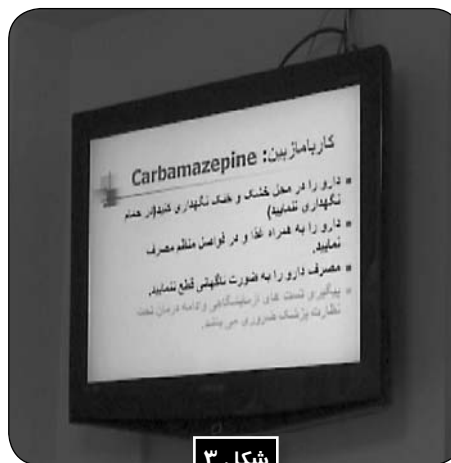 کاربامازپین: Carbamazepine
دارو را در محل خشک و خنک نگهداری کنید(در حمام
نگهداری ننمایید)
دارو را به همراه غذا و در فواصل منظم مصرف
نمایید.
مصرف دارو را به صورت ناگهانی قطع ننمایید.
پیگیری تست های آزمایشگاهی وادامه درمان تحت
نظارت پزشک ضروری می باشد.
شکل ۳